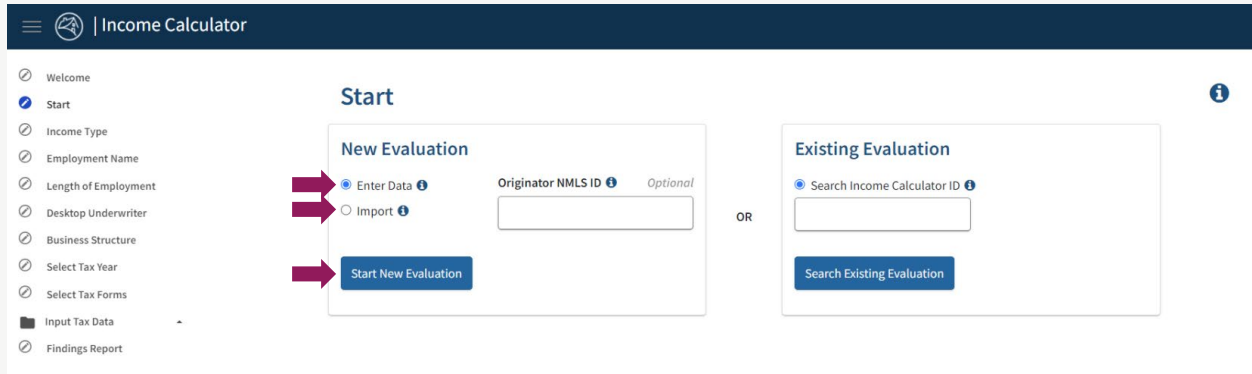 | Income Calculator
Welcome
Start
Income Type
Employment Name
Length of Employment
Desktop Underwriter
Business Structure
Select Tax Year
Select Tax Forms
Input Tax Data
Findings Report
Start
New Evaluation
Enter Data
Import
Originator NMLS ID Optional
Start New Evaluation
OR
Existing Evaluation
Search Income Calculator ID
Search Existing Evaluation